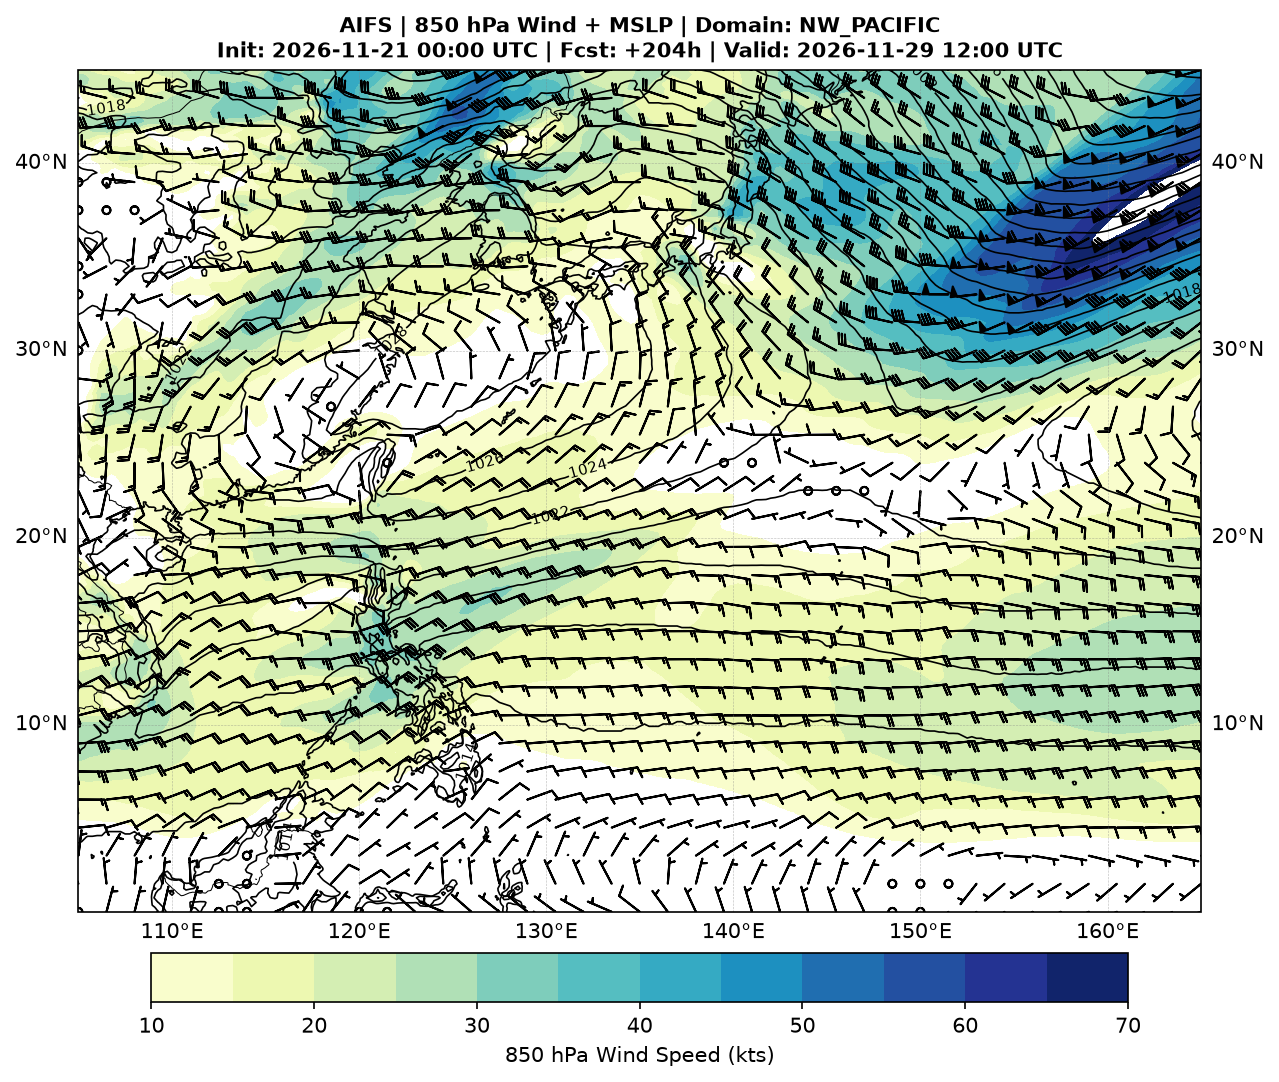 AIFS | 850 hPa Wind + MSLP | Domain: NW_PACIFIC
Init: 2026-11-21 00:00 UTC | Fcst: +204h | Valid: 2026-11-29 12:00 UTC
1018
40°N
40°N
1018
30°N
30°N
1028
1032
1026
1024
1022
20°N
20°N
10°N
10°N
110°E
120°E
130°E
140°E
150°E
160°E
10
20
30
40
50
60
70
850 hPa Wind Speed (kts)